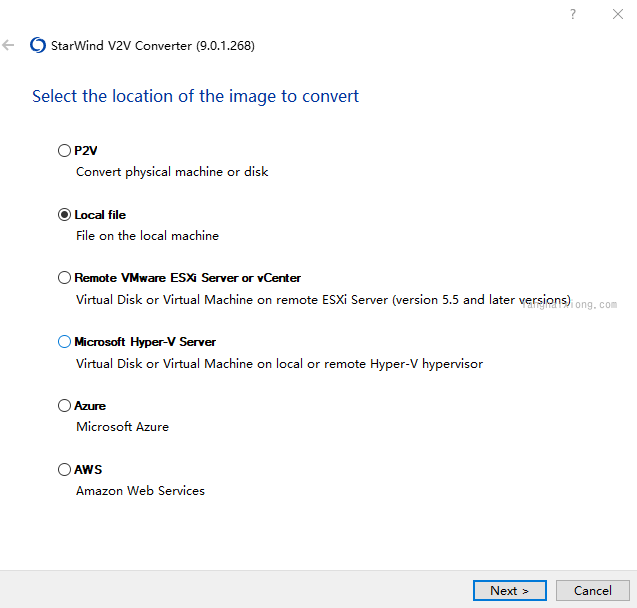 StarWind V2V Converter (9.0.1.268)
Select the location of the image to convert
P2V
Convert physical machine or disk
Local file
File on the local machine
Remote VMware ESXi Server or vCenter
Virtual Disk or Virtual Machine on remote ESXi Server (version 5.5 and later versions)
Microsoft Hyper-V Server
Virtual Disk or Virtual Machine on local or remote Hyper-V hypervisor
Azure
Microsoft Azure
AWS
Amazon Web Services
Next >
Cancel